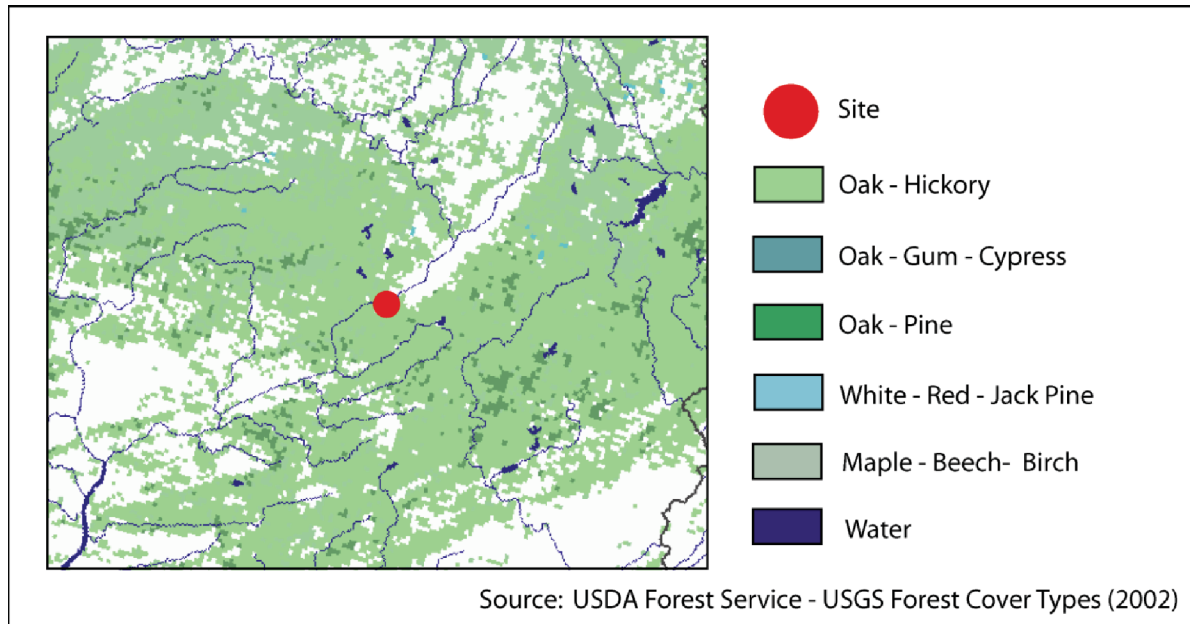 Site
Oak - Hickory
Oak - Gum - Cypress
Oak - Pine
White - Red - Jack Pine
Maple - Beech- Birch
Water
Source: USDA Forest Service - USGS Forest Cover Types (2002)